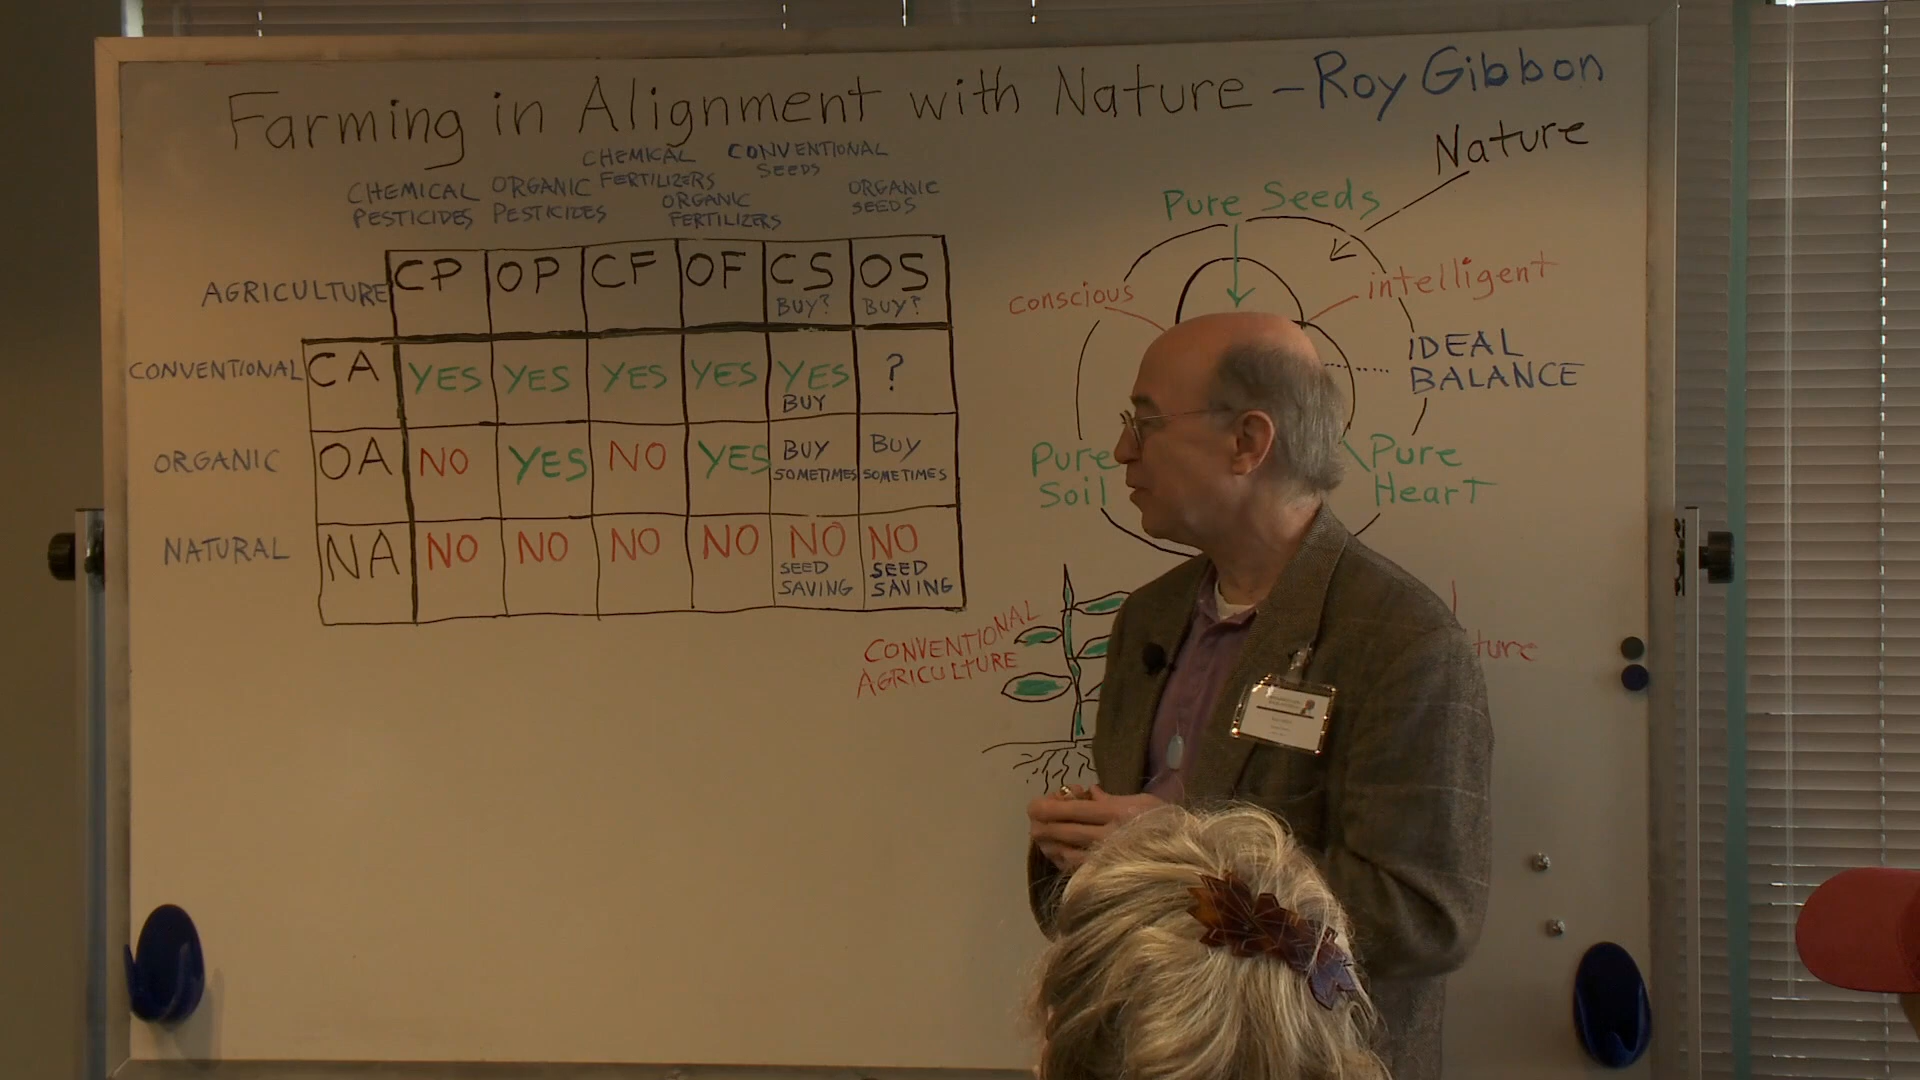 Farming in Alignment with Nature - Roy Gibbon
CHEMICAL PESTICIDES
ORGANIC PESTICIDES
CHEMICAL FERTILIZERS
ORGANIC FERTILIZERS
CONVENTIONAL SEEDS
ORGANIC SEEDS
AGRICULTURE CP OP CF OF CS BUY? OS BUY?
CONVENTIONAL CA YES YES YES YES YES BUY ?
ORGANIC OA NO YES NO YES BUY SOMETIMES BUY SOMETIMES
NATURAL NA NO NO NO NO NO SEED SAVING NO SEED SAVING
Nature
Pure Seeds
conscious
intelligent
IDEAL
BALANCE
Pure
Soil
Pure
Heart
CONVENTIONAL
AGRICULTURE
ture